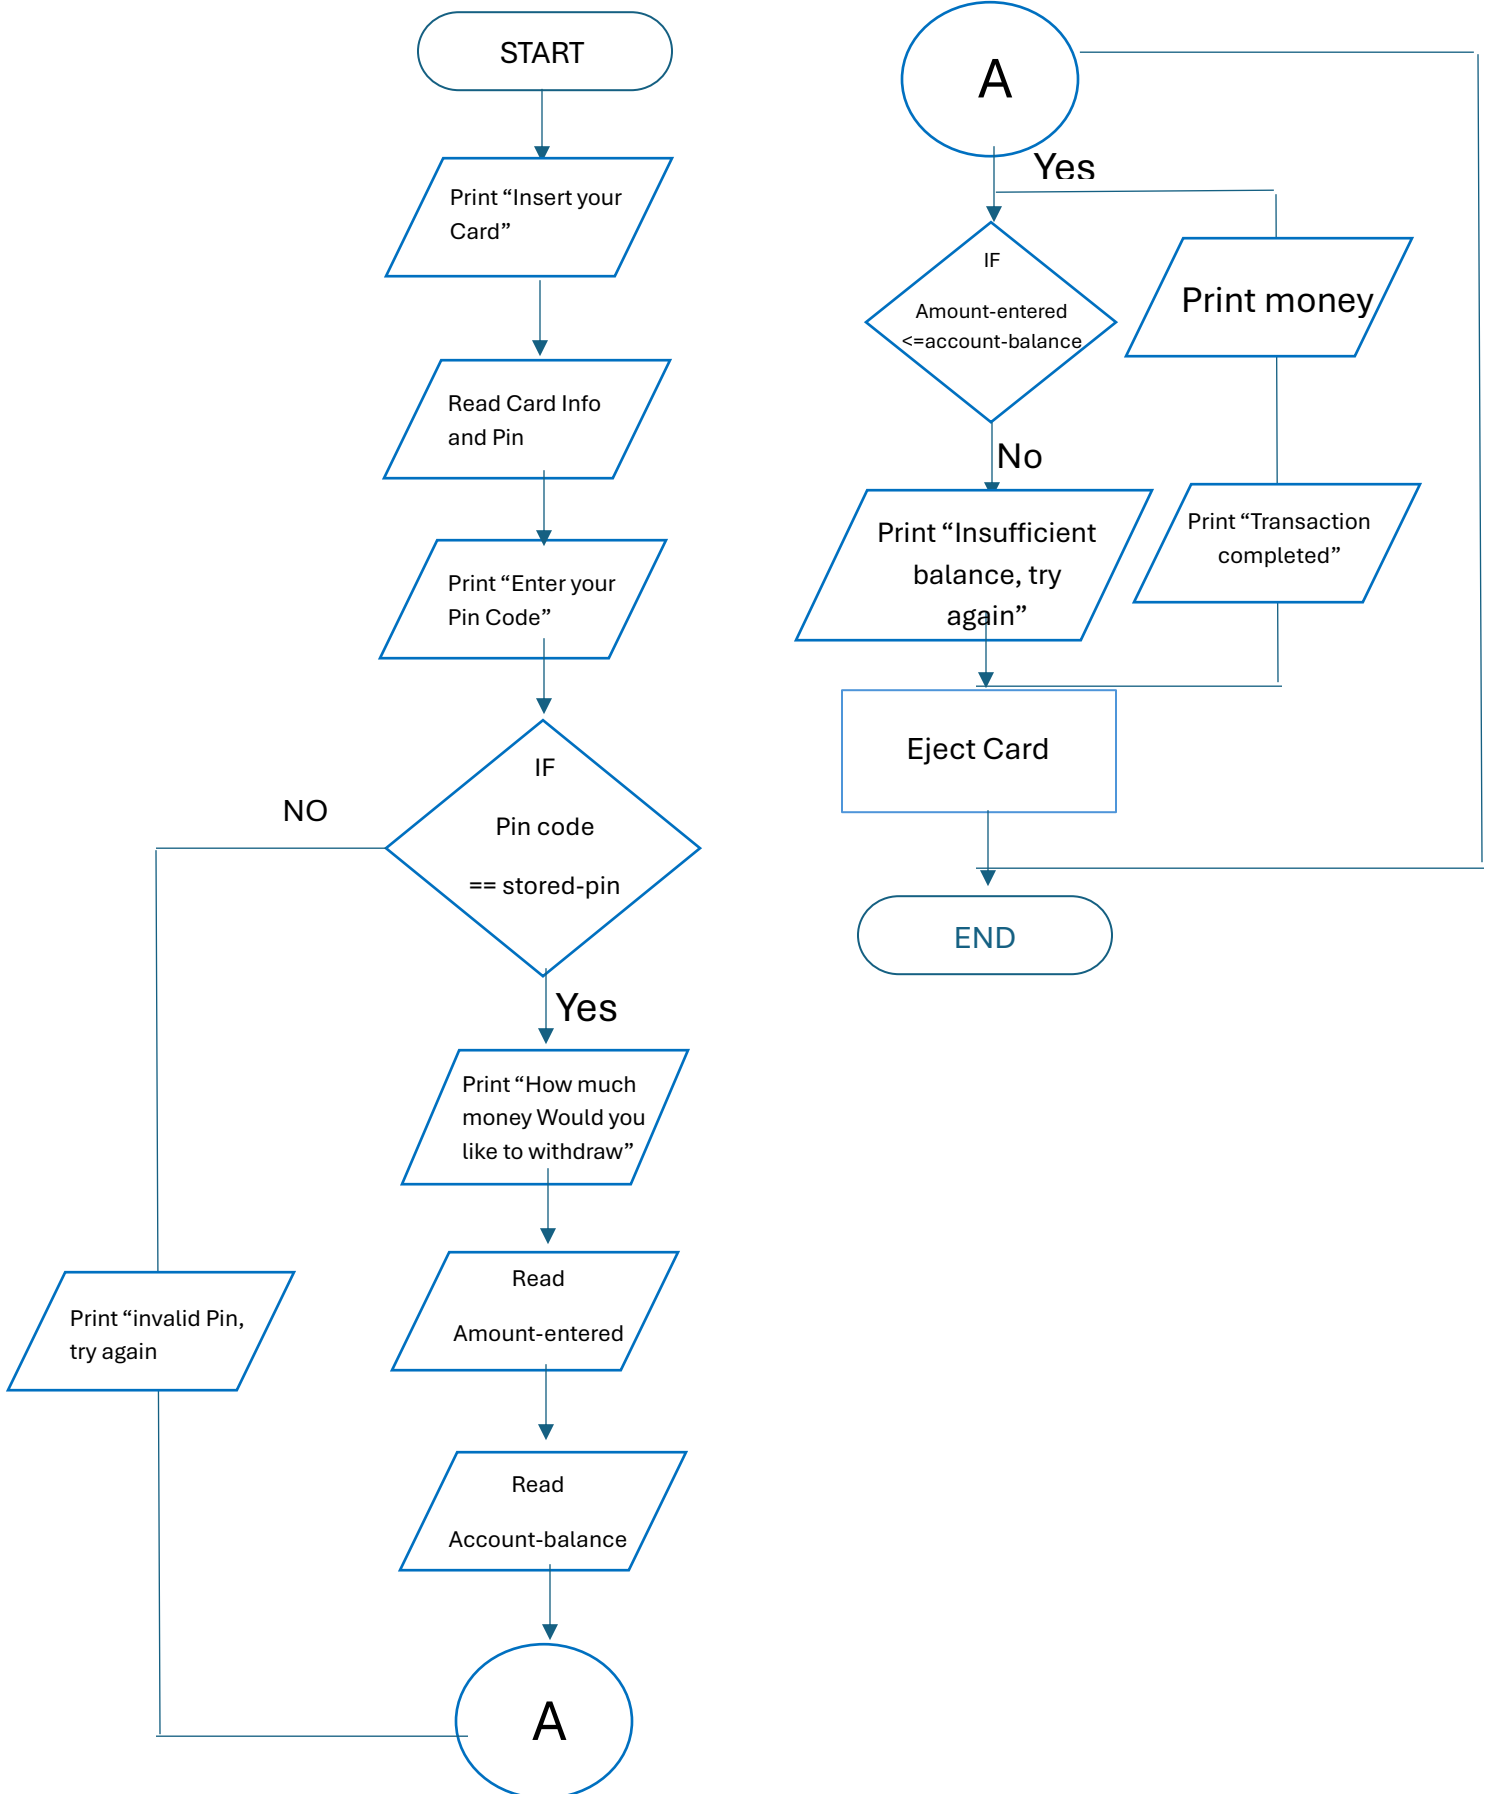 START
Print “Insert your
Card”
Read Card Info
and Pin
Print “Enter your
Pin Code”
IF
Pin code
== stored-pin
NO
Yes
Print “How much
money Would you
like to withdraw”
Read
Amount-entered
Print “invalid Pin,
try again
Read
Account-balance
A
A
Yes
IF
Amount-entered
<=account-balance
Print money
No
Print “Insufficient
balance, try
again”
Print “Transaction
completed”
Eject Card
END